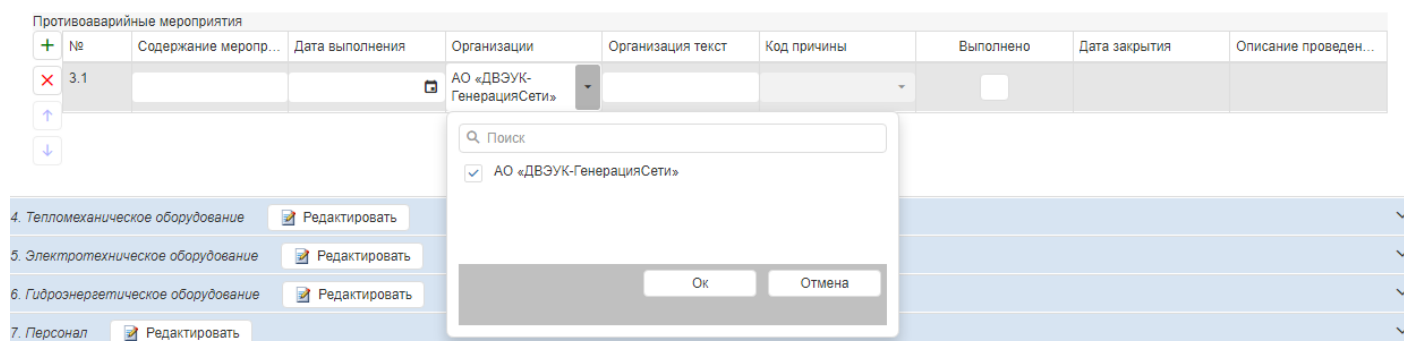 Противоаварийные мероприятия
№ Содержание меропр... Дата выполнения Организации Организация текст Код причины Выполнено Дата закрытия Описание проведен...
3.1 АО «ДВЭУК-
ГенерацияСети»
Поиск
АО «ДВЭУК-ГенерацияСети»
4. Тепломеханическое оборудование Редактировать
5. Электротехническое оборудование Редактировать
Ок Отмена
6. Гидроэнергетическое оборудование Редактировать
7. Персонал Редактировать